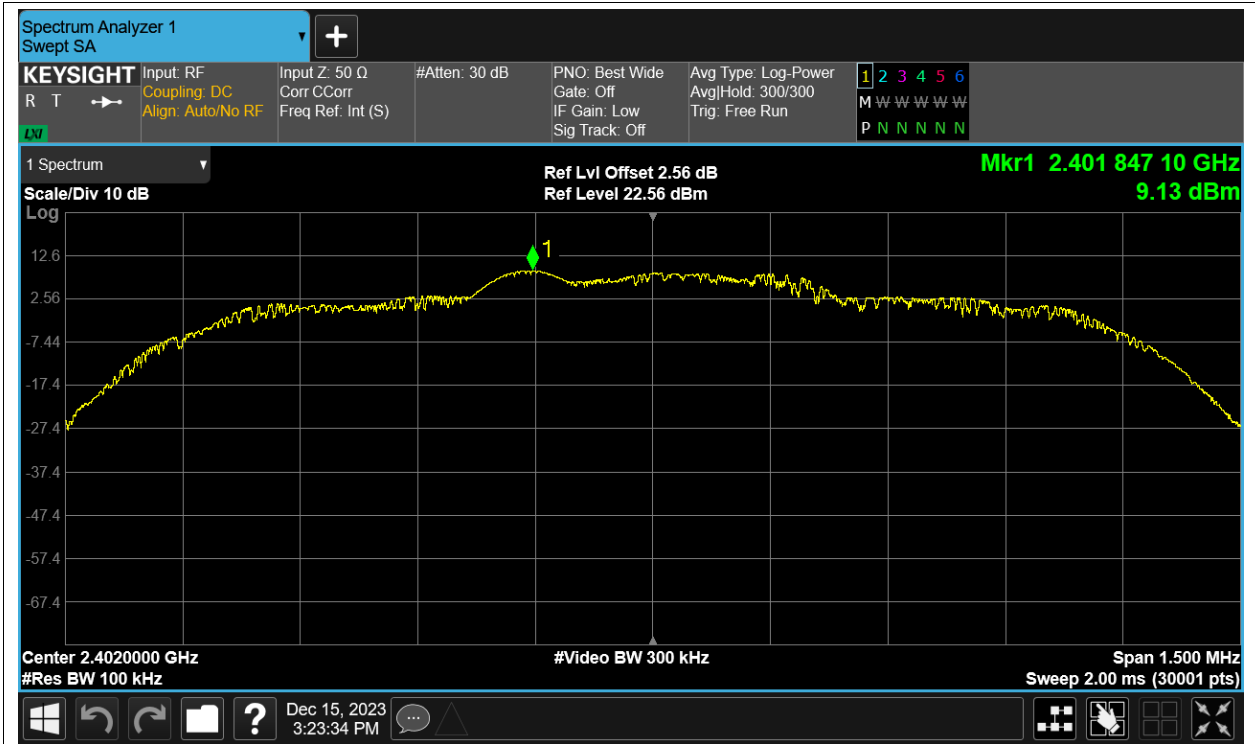 Spectrum Analyzer 1
Swept SA
KEYSIGHT
R T
LXI
Input: RF
Coupling: DC
Align: Auto/No RF
Input Z: 50 Ω
Corr CCorr
Freq Ref: Int (S)
#Atten: 30 dB
PNO: Best Wide
Gate: Off
IF Gain: Low
Sig Track: Off
Avg Type: Log-Power
Avg|Hold: 300/300
Trig: Free Run
1 2 3 4 5 6
M W W W W W
P N N N N N
1 Spectrum
Scale/Div 10 dB
Log
Ref Lvl Offset 2.56 dB
Ref Level 22.56 dBm
Mkr1 2.401 847 10 GHz
9.13 dBm
1
12.6
2.56
-7.44
-17.4
-27.4
-37.4
-47.4
-57.4
-67.4
Center 2.4020000 GHz
#Video BW 300 kHz
Span 1.500 MHz
#Res BW 100 kHz
Sweep 2.00 ms (30001 pts)
?
Dec 15, 2023
3:23:34 PM